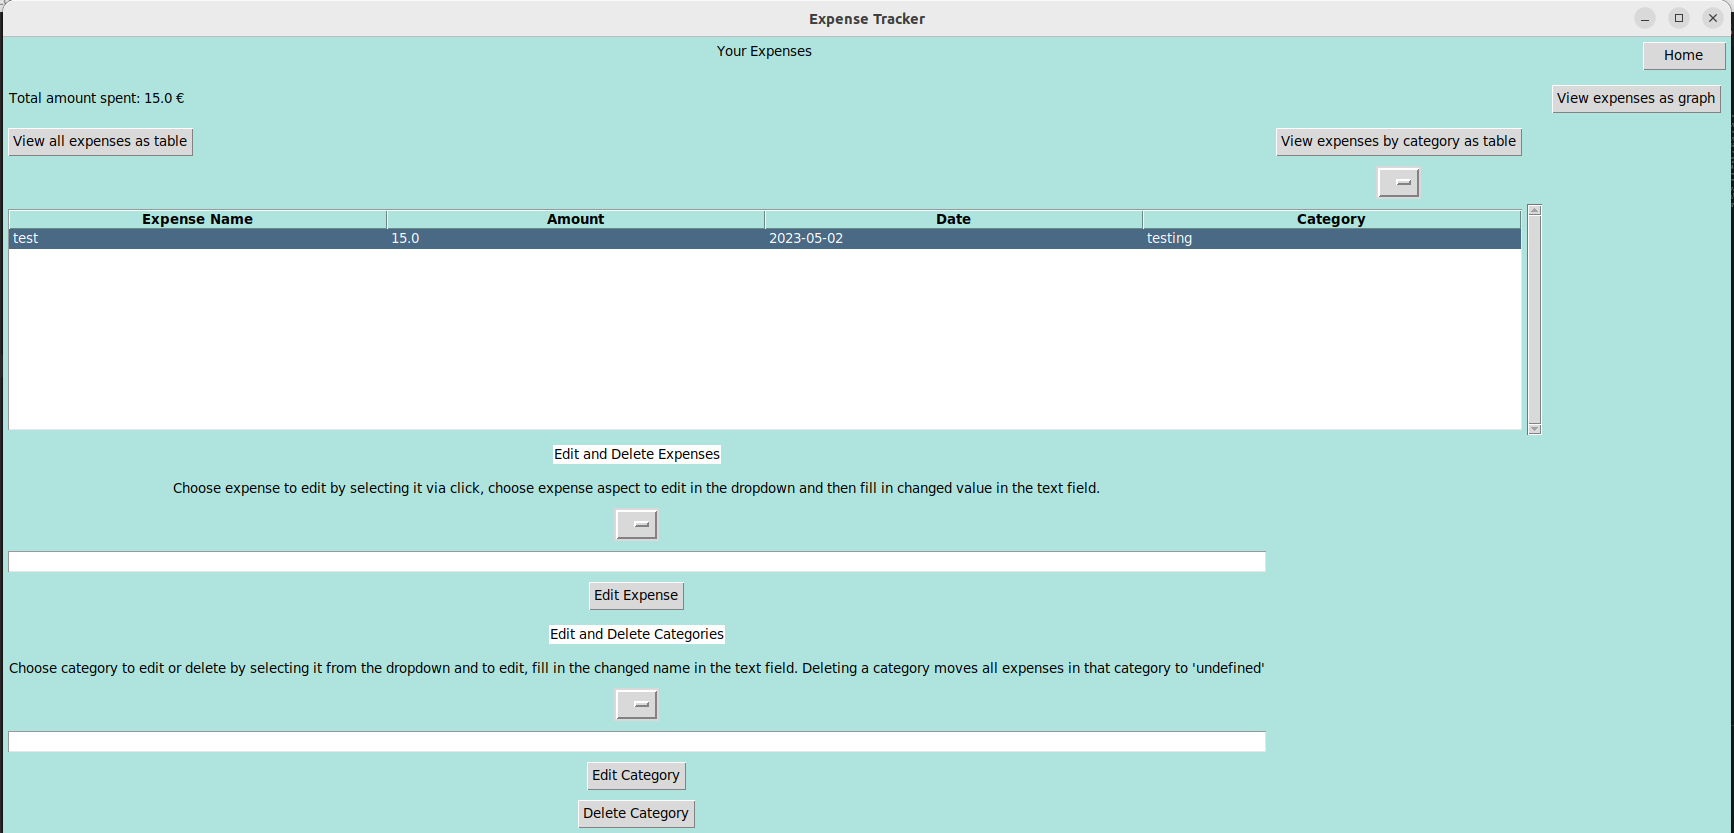 Expense Tracker
Your Expenses
Home
Total amount spent: 15.0 €
View expenses as graph
View all expenses as table
View expenses by category as table
Expense Name Amount Date Category
test 15.0 2023-05-02 testing
Edit and Delete Expenses
Choose expense to edit by selecting it via click, choose expense aspect to edit in the dropdown and then fill in changed value in the text field.
Edit Expense
Edit and Delete Categories
Choose category to edit or delete by selecting it from the dropdown and to edit, fill in the changed name in the text field. Deleting a category moves all expenses in that category to 'undefined'
Edit Category
Delete Category